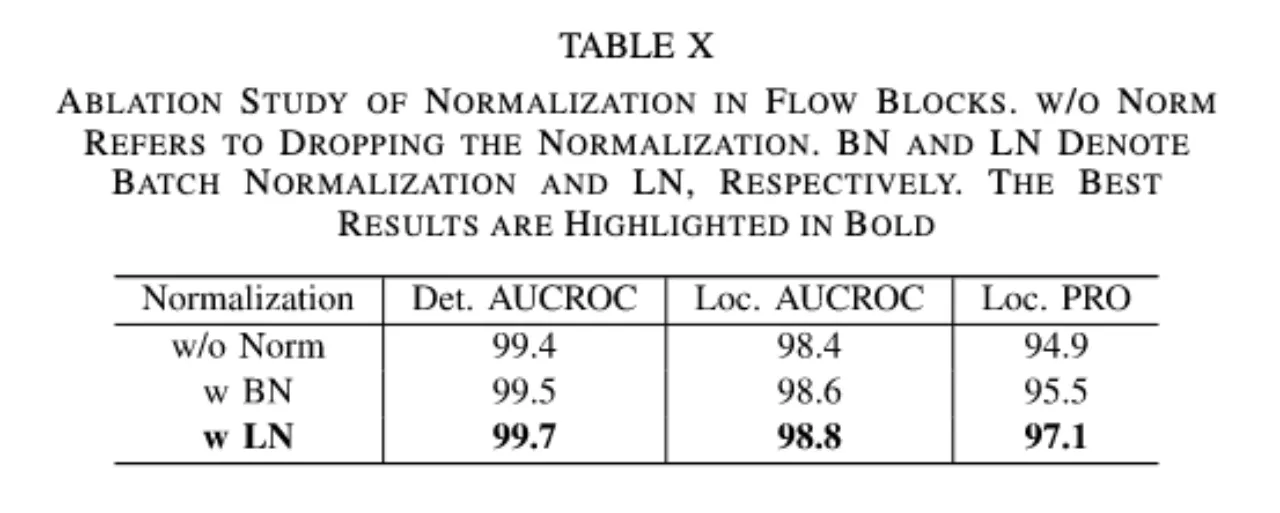 TABLE X
ABLATION STUDY OF NORMALIZATION IN FLOW BLOCKS. W/O NORM
REFERS TO DROPPING THE NORMALIZATION. BN AND LN DENOTE
BATCH NORMALIZATION AND LN, RESPECTIVELY. THE BEST
RESULTS ARE HIGHLIGHTED IN BOLD
Normalization Det. AUCROC Loc. AUCROC Loc. PRO
w/o Norm 99.4 98.4 94.9
w BN 99.5 98.6 95.5
w LN 99.7 98.8 97.1